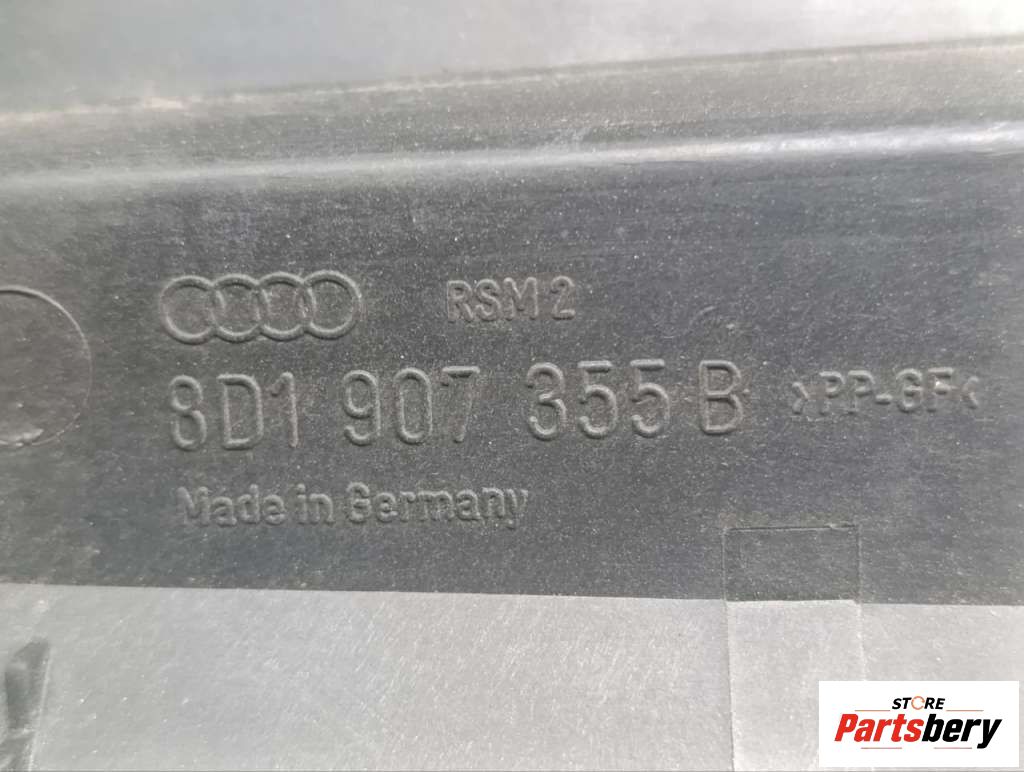 RSM 2
8D1 907 355 B >PP-GF<
Made in Germany
STORE
Partsbery